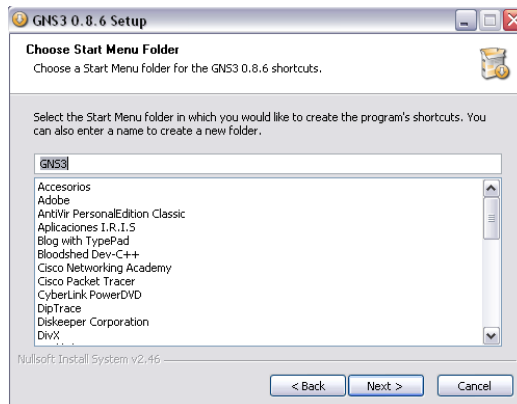 GNS3 0.8.6 Setup
Choose Start Menu Folder
Choose a Start Menu folder for the GNS3 0.8.6 shortcuts.
Select the Start Menu folder in which you would like to create the program's shortcuts. You
can also enter a name to create a new folder.
GNS3
Accesorios
Adobe
AntiVir PersonalEdition Classic
Aplicaciones I.R.I.S
Blog with TypePad
Bloodshed Dev-C++
Cisco Networking Academy
Cisco Packet Tracer
CyberLink PowerDVD
DipTrace
Diskeeper Corporation
DivX
Nullsoft Install System v2.46
< Back
Next >
Cancel